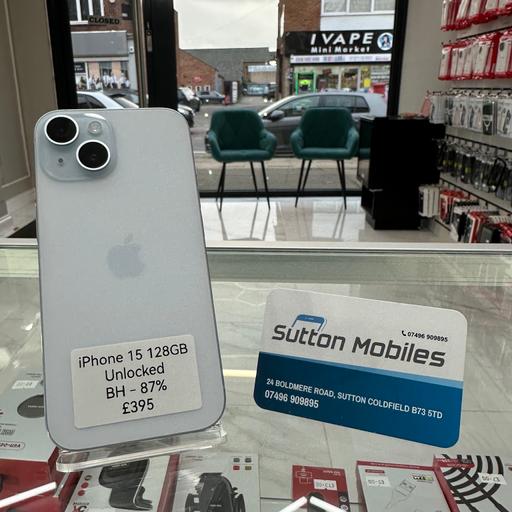 CLOSED
IVAPE
Mini Market
iPhone 15 128GB
Unlocked
BH - 87%
£395
07496 909895
Sutton Mobiles
24 BOLDMERE ROAD, SUTTON COLDFIELD B73 5TD
07496 909895